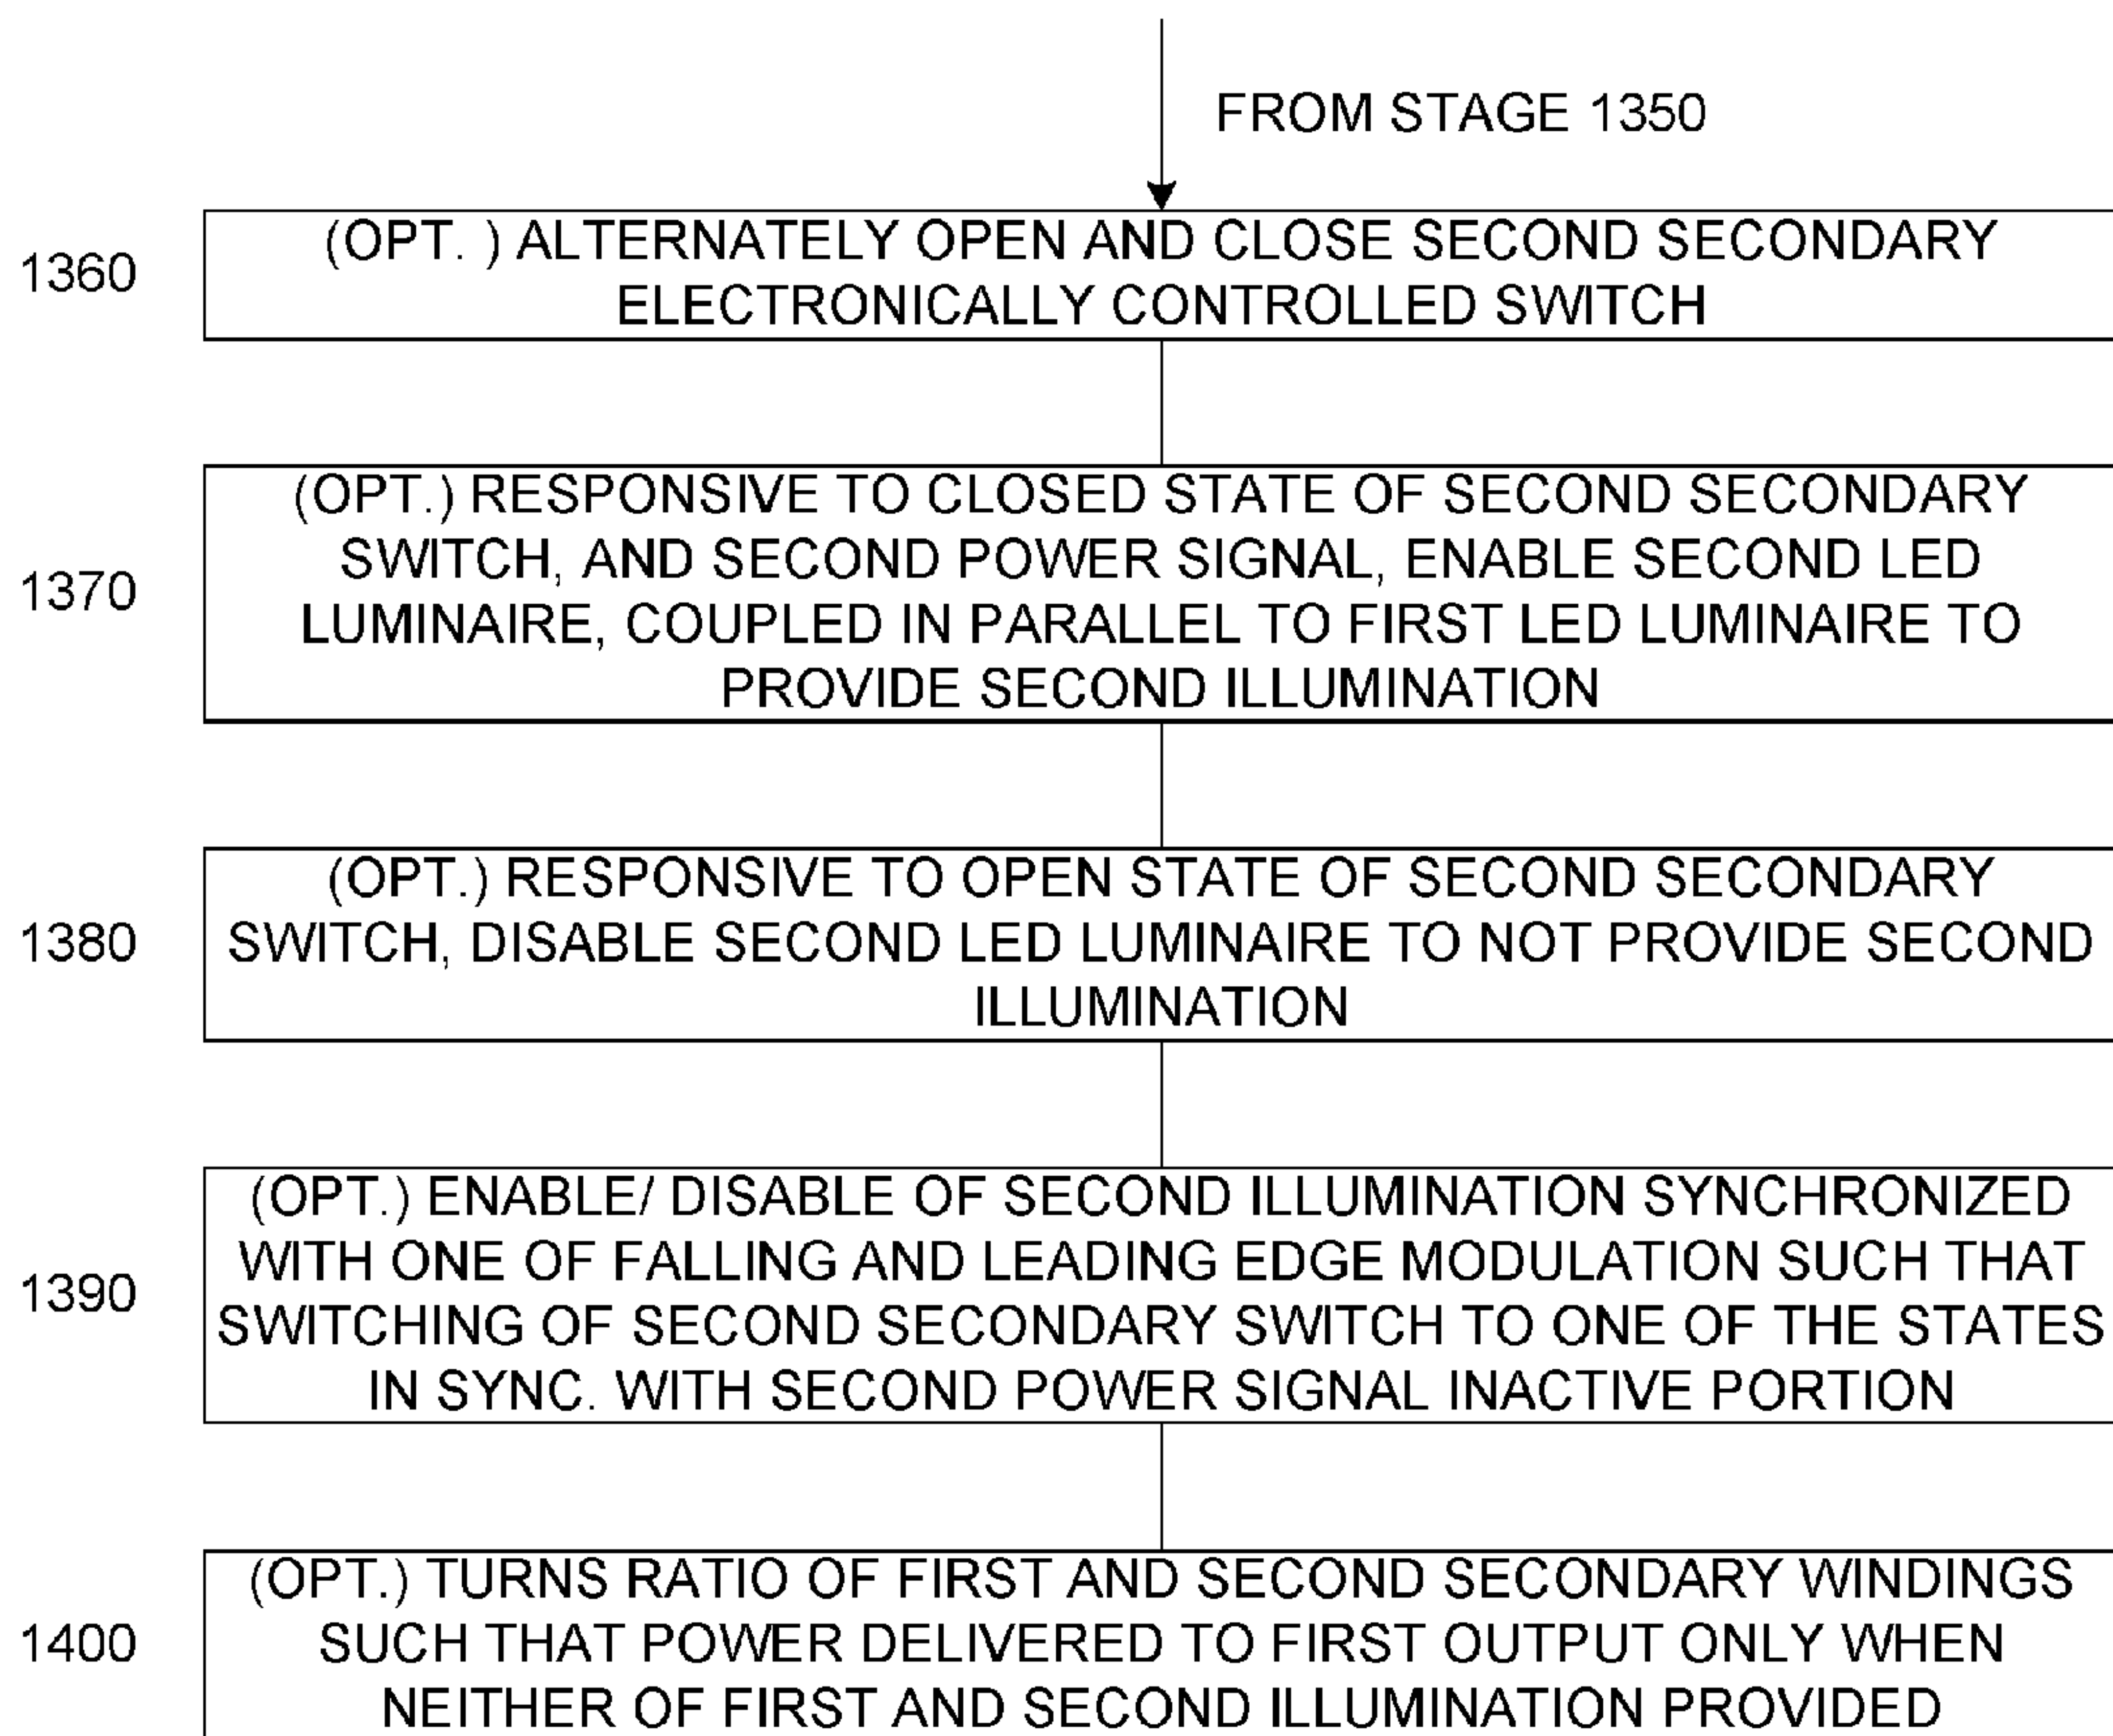 FROM STAGE 1350
1360
(OPT. ) ALTERNATELY OPEN AND CLOSE SECOND SECONDARY
ELECTRONICALLY CONTROLLED SWITCH
1370
(OPT.) RESPONSIVE TO CLOSED STATE OF SECOND SECONDARY
SWITCH, AND SECOND POWER SIGNAL, ENABLE SECOND LED
LUMINAIRE, COUPLED IN PARALLEL TO FIRST LED LUMINAIRE TO
PROVIDE SECOND ILLUMINATION
1380
(OPT.) RESPONSIVE TO OPEN STATE OF SECOND SECONDARY
SWITCH, DISABLE SECOND LED LUMINAIRE TO NOT PROVIDE SECOND
ILLUMINATION
1390
(OPT.) ENABLE/ DISABLE OF SECOND ILLUMINATION SYNCHRONIZED
WITH ONE OF FALLING AND LEADING EDGE MODULATION SUCH THAT
SWITCHING OF SECOND SECONDARY SWITCH TO ONE OF THE STATES
IN SYNC. WITH SECOND POWER SIGNAL INACTIVE PORTION
1400
(OPT.) TURNS RATIO OF FIRST AND SECOND SECONDARY WINDINGS
SUCH THAT POWER DELIVERED TO FIRST OUTPUT ONLY WHEN
NEITHER OF FIRST AND SECOND ILLUMINATION PROVIDED